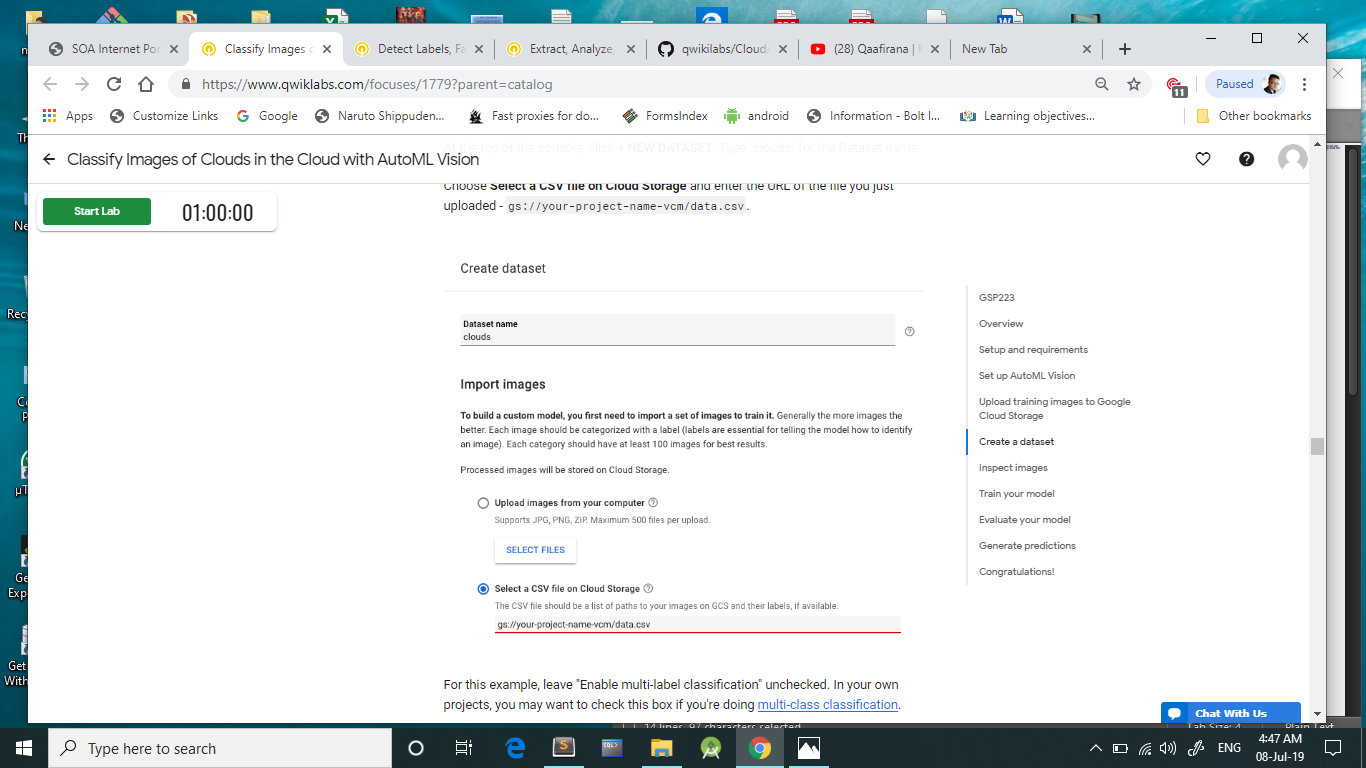 SOA Internet Por
Classify Images o
Detect Labels, Fa
Extract, Analyze,
qwikilabs/Cloud
(28) Qaafirana |
New Tab
https://www.qwiklabs.com/focuses/1779?parent=catalog
11
Paused
Apps
Customize Links
Google
Naruto Shippuden...
Fast proxies for do...
FormsIndex
android
Information - Bolt I...
Learning objectives...
Other bookmarks
Classify Images of Clouds in the Cloud with AutoML Vision
At the top of the console, click + NEW DATASET. Type "clouds" for the Dataset name.
Start Lab
01:00:00
Choose Select a CSV file on Cloud Storage and enter the URL of the file you just
uploaded - gs://your-project-name-vcm/data.csv.
Create dataset
Dataset name
clouds
Import images
To build a custom model, you first need to import a set of images to train it. Generally the more images the
better. Each image should be categorized with a label (labels are essential for telling the model how to identify
an image). Each category should have at least 100 images for best results.
Processed images will be stored on Cloud Storage.
Upload images from your computer
Supports JPG, PNG, ZIP. Maximum 500 files per upload.
SELECT FILES
Select a CSV file on Cloud Storage
The CSV file should be a list of paths to your images on GCS and their labels, if available.
gs://your-project-name-vcm/data.csv
For this example, leave "Enable multi-label classification" unchecked. In your own
projects, you may want to check this box if you're doing multi-class classification.
GSP223
Overview
Setup and requirements
Set up AutoML Vision
Upload training images to Google
Cloud Storage
Create a dataset
Inspect images
Train your model
Evaluate your model
Generate predictions
Congratulations!
Chat With Us
14 lines, 97 characters selected
Tab Size: 4
Plain Text
Type here to search
ENG
4:47 AM
08-Jul-19